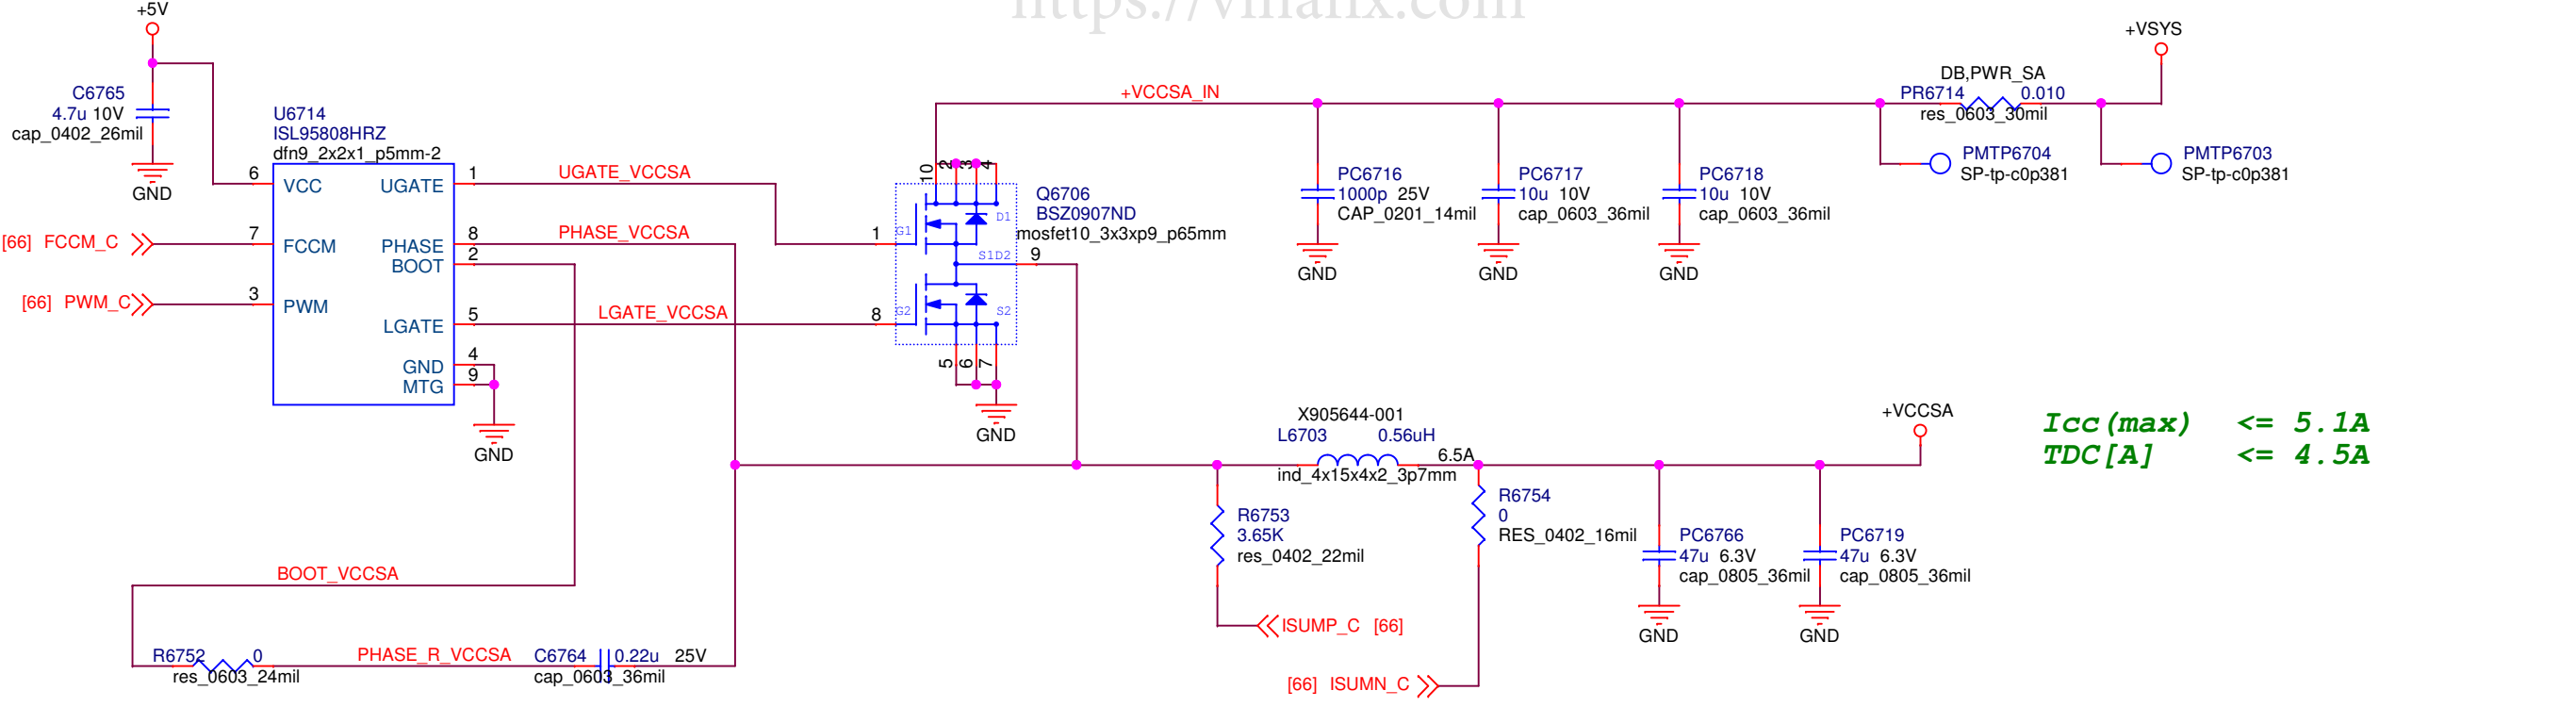 https://vinafix.com
+5V
C6765
4.7u 10V
cap_0402_26mil
GND
U6714
ISL95808HRZ
dfn9_2x2x1_p5mm-2
6
VCC
UGATE
1
UGATE_VCCSA
[66] FCCM_C
7
FCCM
PHASE
8
PHASE_VCCSA
BOOT
2
[66] PWM_C
3
PWM
LGATE
5
LGATE_VCCSA
GND
4
MTG
9
GND
+VCCSA_IN
10
2
3
4
Q6706
BSZ0907ND
mosfet10_3x3xp9_p65mm
1
G1
D1
S1D2
9
8
G2
S2
5
6
7
GND
PC6716
1000p 25V
CAP_0201_14mil
GND
PC6717
10u 10V
cap_0603_36mil
GND
PC6718
10u 10V
cap_0603_36mil
GND
DB,PWR_SA
PR6714 0.010
res_0603_30mil
+VSYS
PMTP6704
SP-tp-c0p381
PMTP6703
SP-tp-c0p381
X905644-001
L6703 0.56uH
6.5A
ind_4x15x4x2_3p7mm
+VCCSA
Icc(max) <= 5.1A
TDC[A] <= 4.5A
R6753
3.65K
res_0402_22mil
R6754
0
RES_0402_16mil
PC6766
47u 6.3V
cap_0805_36mil
GND
PC6719
47u 6.3V
cap_0805_36mil
GND
ISUMP_C [66]
[66] ISUMN_C
BOOT_VCCSA
R6752 0
res_0603_24mil
PHASE_R_VCCSA
C6764 0.22u 25V
cap_0603_36mil